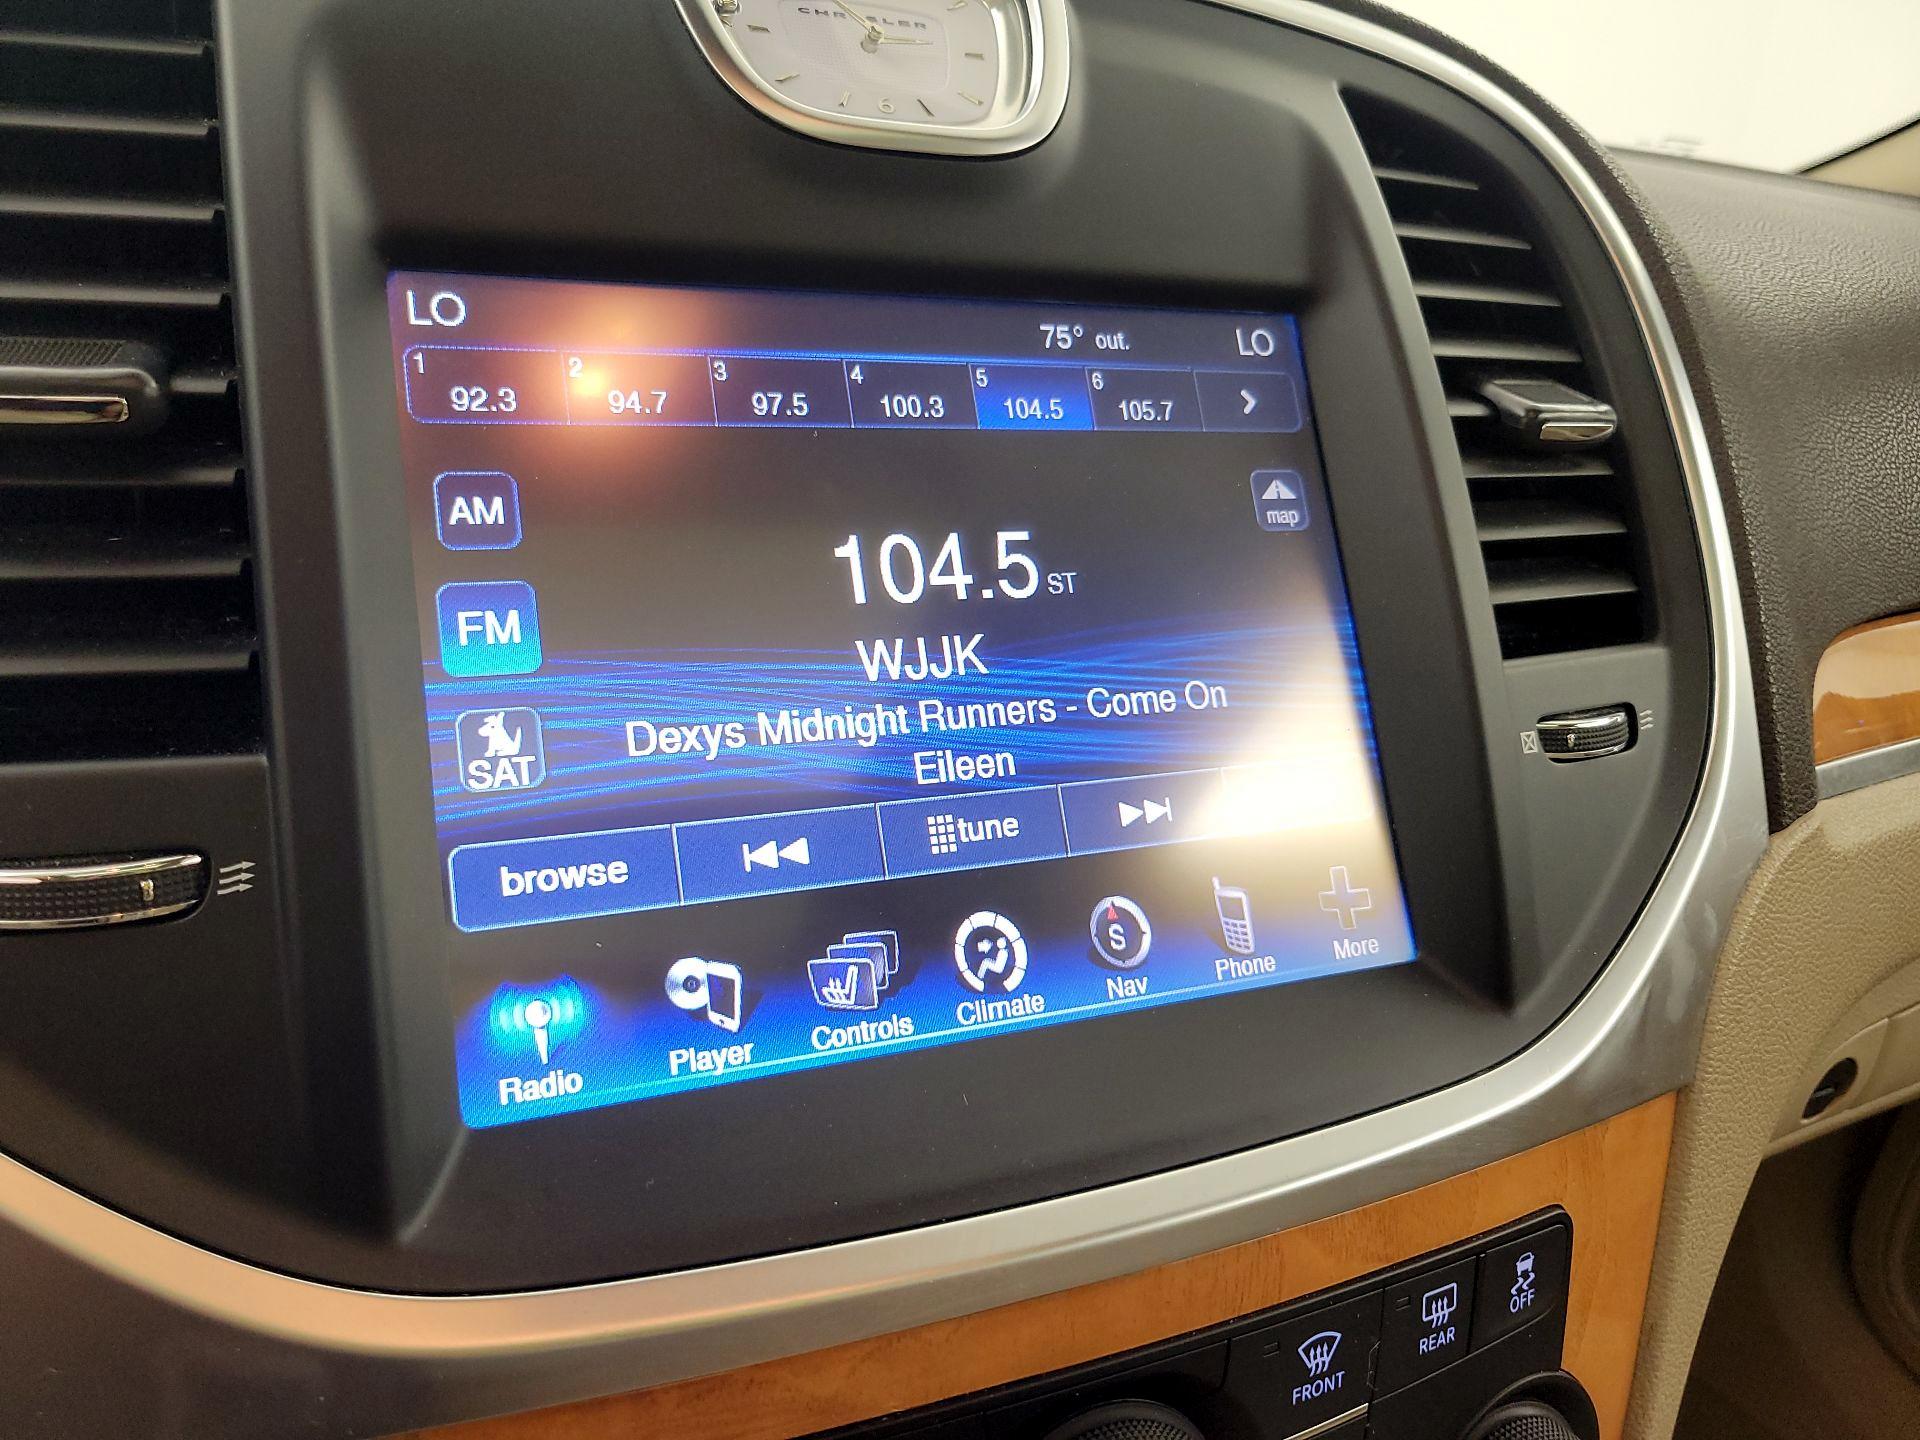 CHRYSLER
6
LO
75° out.
LO
1 92.3
2 94.7
3 97.5
4 100.3
5 104.5
6 105.7
AM
map
104.5 ST
FM
WJJK
Dexys Midnight Runners - Come On
Eileen
SAT
browse
tune
S
Radio
Player
Controls
Climate
Nav
Phone
More
FRONT
REAR
OFF